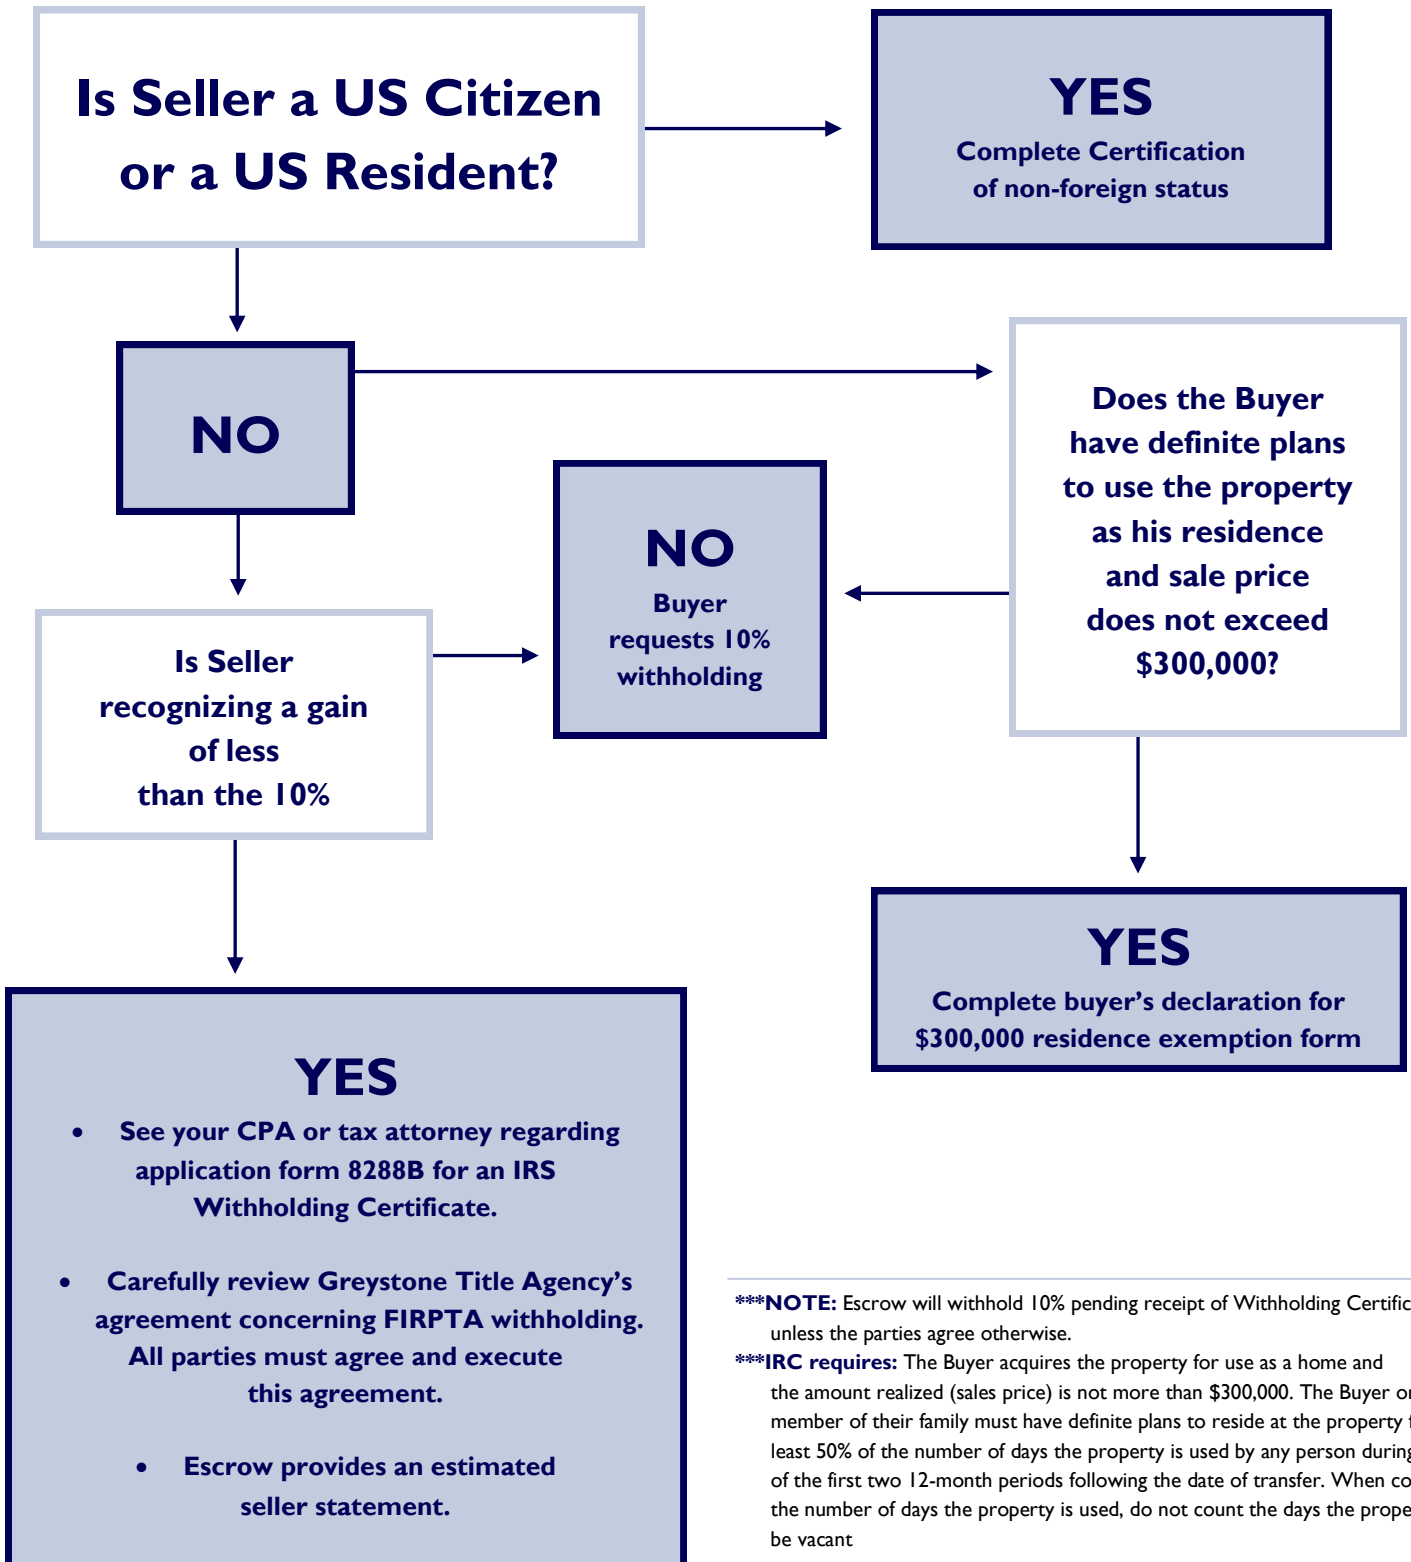 Is Seller a US Citizen
or a US Resident?
YES
Complete Certification
of non-foreign status
NO
Does the Buyer
have definite plans
to use the property
as his residence
and sale price
does not exceed
$300,000?
NO
Buyer
requests 10%
withholding
Is Seller
recognizing a gain
of less
than the 10%
YES
Complete buyer’s declaration for
$300,000 residence exemption form
YES
• See your CPA or tax attorney regarding
application form 8288B for an IRS
Withholding Certificate.
• Carefully review Greystone Title Agency’s
agreement concerning FIRPTA withholding.
All parties must agree and execute
this agreement.
• Escrow provides an estimated
seller statement.
***NOTE: Escrow will withhold 10% pending receipt of Withholding
unless the parties agree otherwise.
***IRC requires: The Buyer acquires the property for use as a home and
the amount realized (sales price) is not more than $300,000. The Buyer
member of their family must have definite plans to reside at the property
least 50% of the number of days the property is used by any person during
of the first two 12-month periods following the date of transfer. When
the number of days the property is used, do not count the days the
be vacant